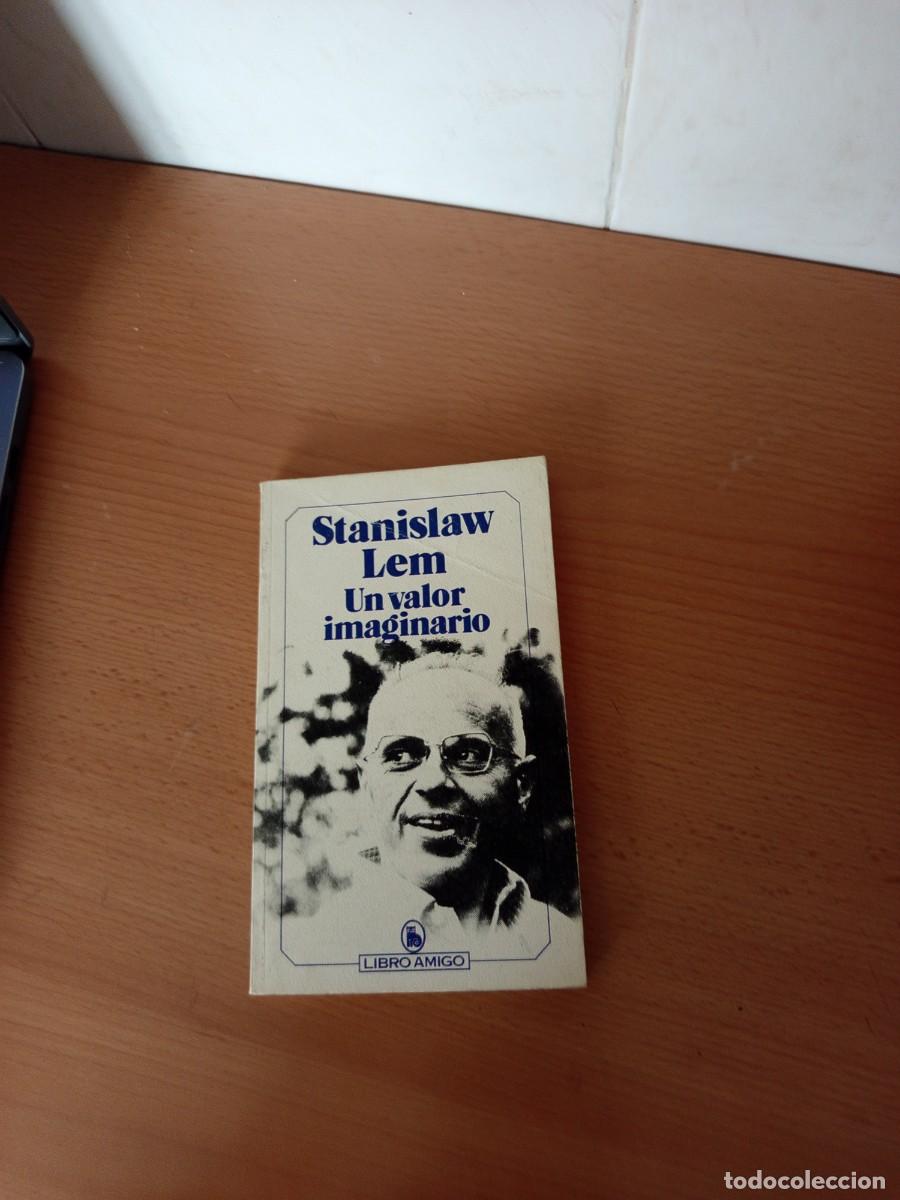 Stanislaw
Lem
Un valor
imaginario
LIBRO AMIGO
todocoleccion